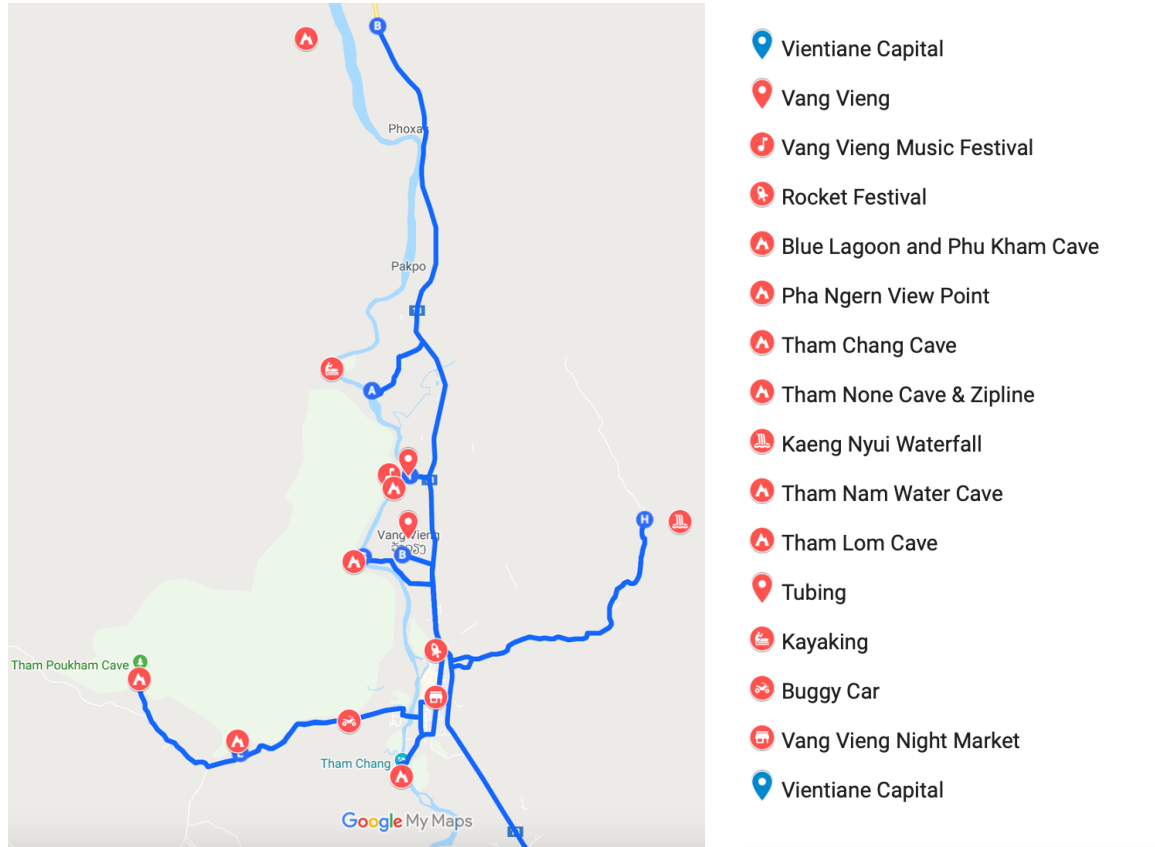 B
Phoxay
Pakpo
13
A
Vang Vieng
ວັງວຽງ
B
H
Tham Poukham Cave
Tham Chang
Google My Maps
13
Vientiane Capital
Vang Vieng
Vang Vieng Music Festival
Rocket Festival
Blue Lagoon and Phu Kham Cave
Pha Ngern View Point
Tham Chang Cave
Tham None Cave & Zipline
Kaeng Nyui Waterfall
Tham Nam Water Cave
Tham Lom Cave
Tubing
Kayaking
Buggy Car
Vang Vieng Night Market
Vientiane Capital